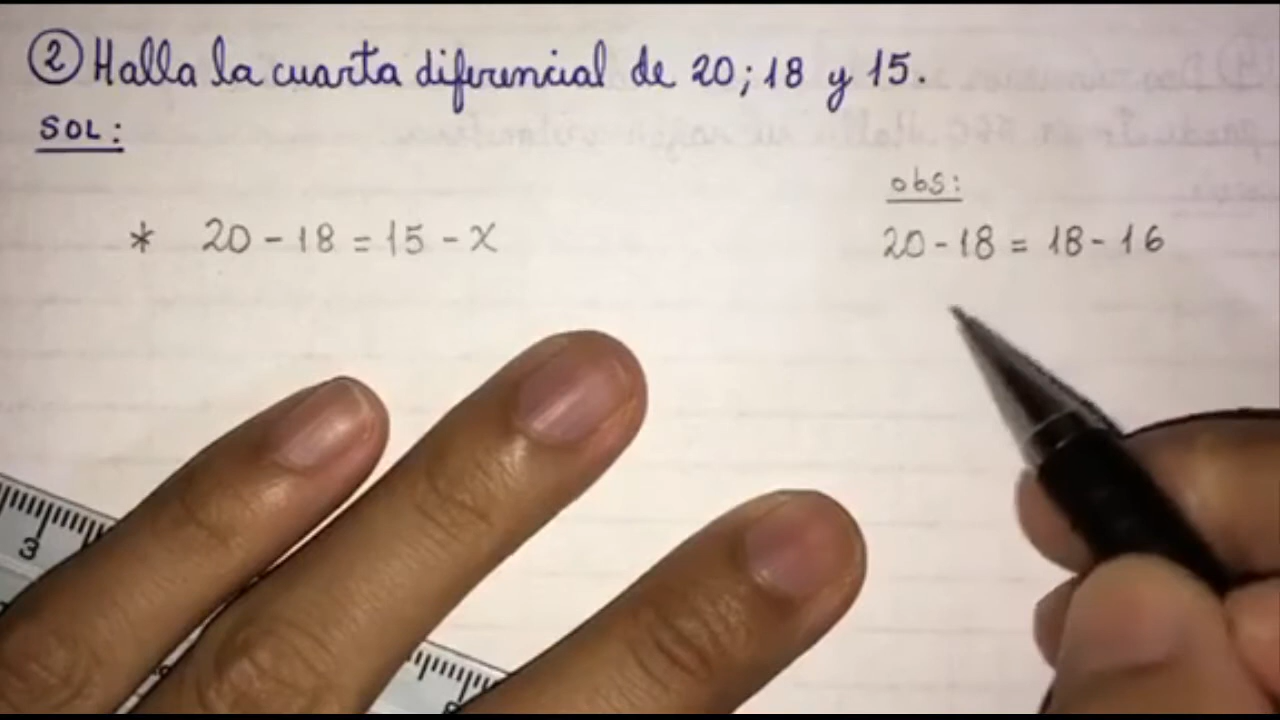 ② Halla la cuarta diferencial de 20; 18 y 15.
SOL:
* 20 - 18 = 15 - x
obs:
20 - 18 = 18 - 16
3